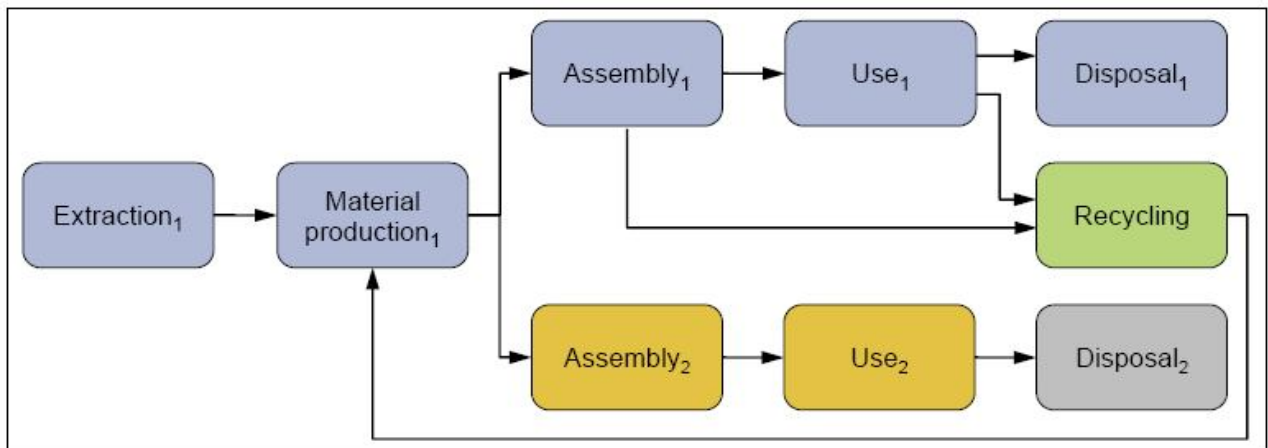 Assembly₁
Use₁
Disposal₁
Extraction₁
Material
production₁
Recycling
Assembly₂
Use₂
Disposal₂